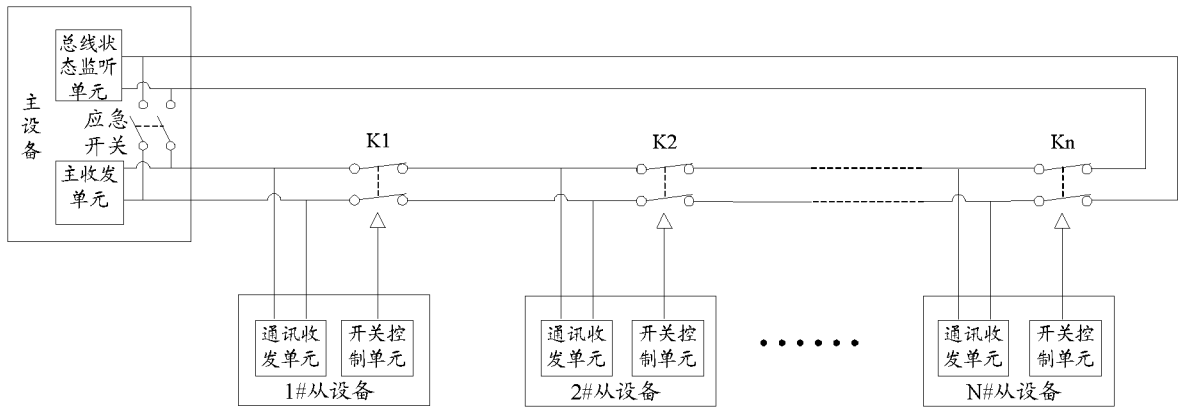 总线状
态监听
单元
主
设
备
应急
开关
主收发
单元
K1
K2
Kn
通讯收
发单元
开关控
制单元
1#从设备
通讯收
发单元
开关控
制单元
2#从设备
通讯收
发单元
开关控
制单元
N#从设备